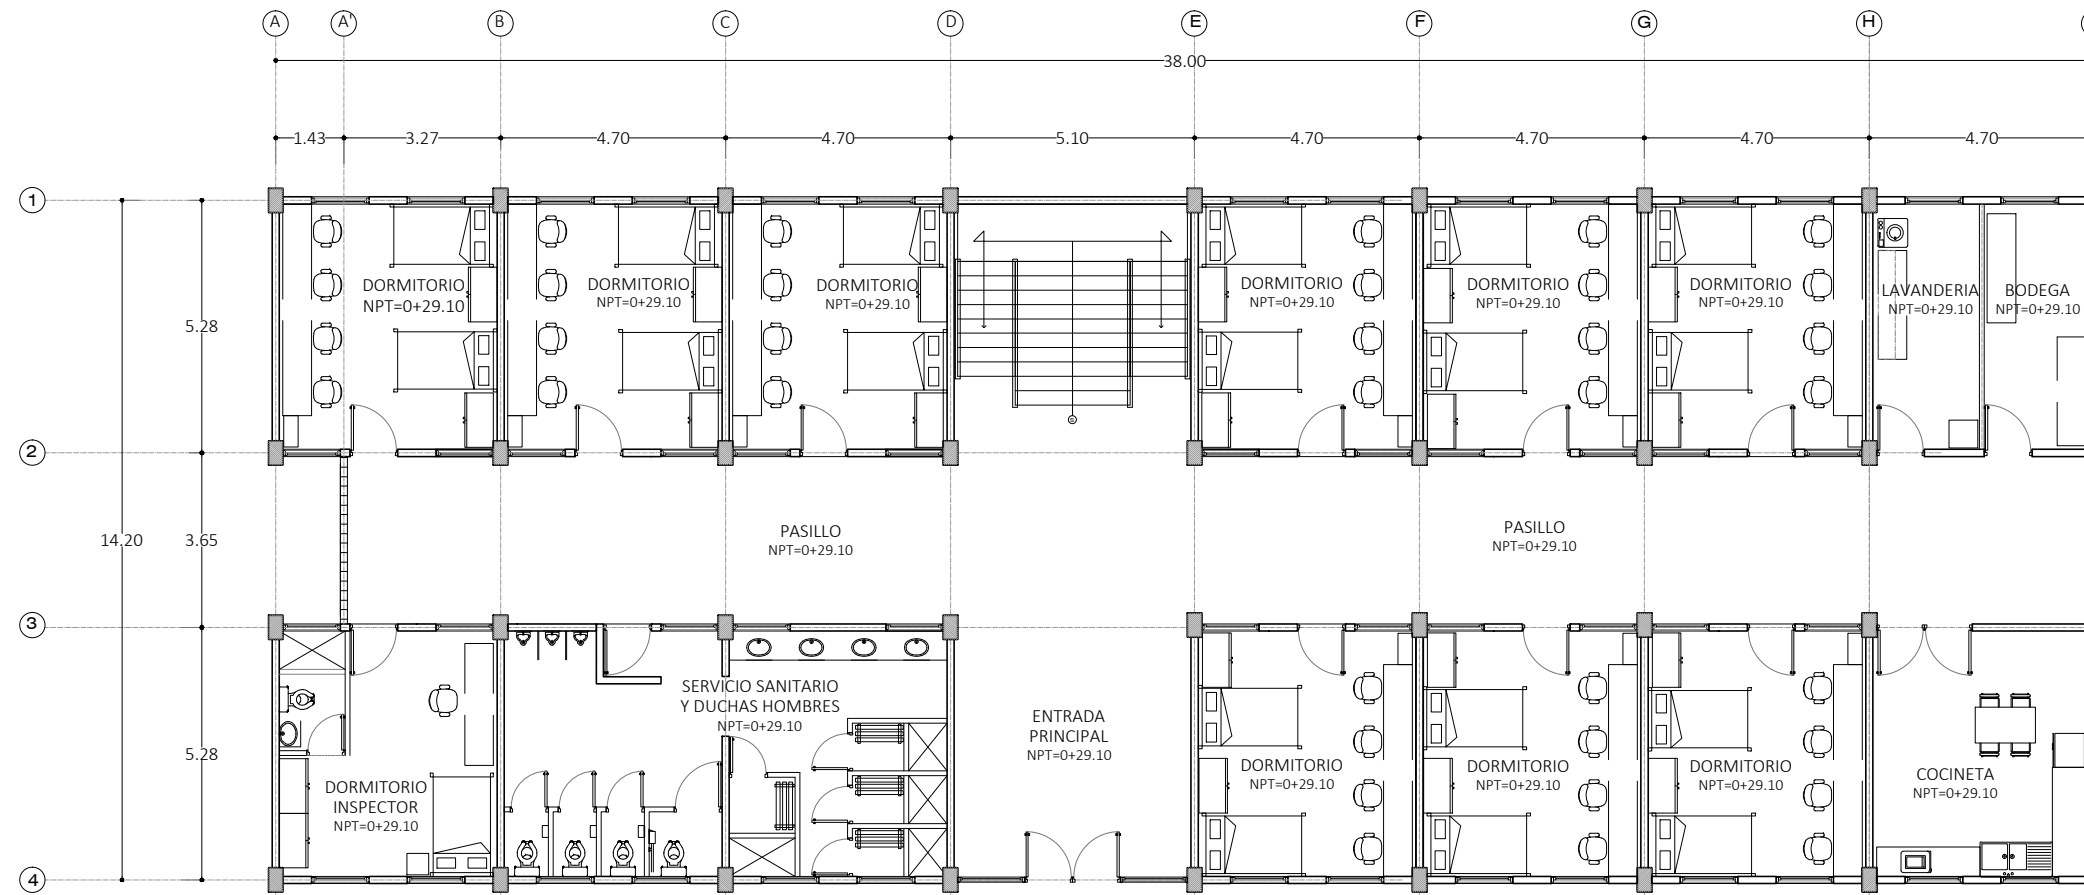 A A' B C D E F G H
38.00
1.43 3.27 4.70 4.70 5.10 4.70 4.70 4.70 4.70
1
DORMITORIO
NPT=0+29.10
DORMITORIO
NPT=0+29.10
DORMITORIO
NPT=0+29.10
DORMITORIO
NPT=0+29.10
DORMITORIO
NPT=0+29.10
DORMITORIO
NPT=0+29.10
LAVANDERIA
NPT=0+29.10
BODEGA
NPT=0+29.10
5.28
2
14.20
3.65
PASILLO
NPT=0+29.10
PASILLO
NPT=0+29.10
3
SERVICIO SANITARIO
Y DUCHAS HOMBRES
NPT=0+29.10
ENTRADA
PRINCIPAL
NPT=0+29.10
5.28
DORMITORIO
INSPECTOR
NPT=0+29.10
DORMITORIO
NPT=0+29.10
DORMITORIO
NPT=0+29.10
DORMITORIO
NPT=0+29.10
COCINETA
NPT=0+29.10
4